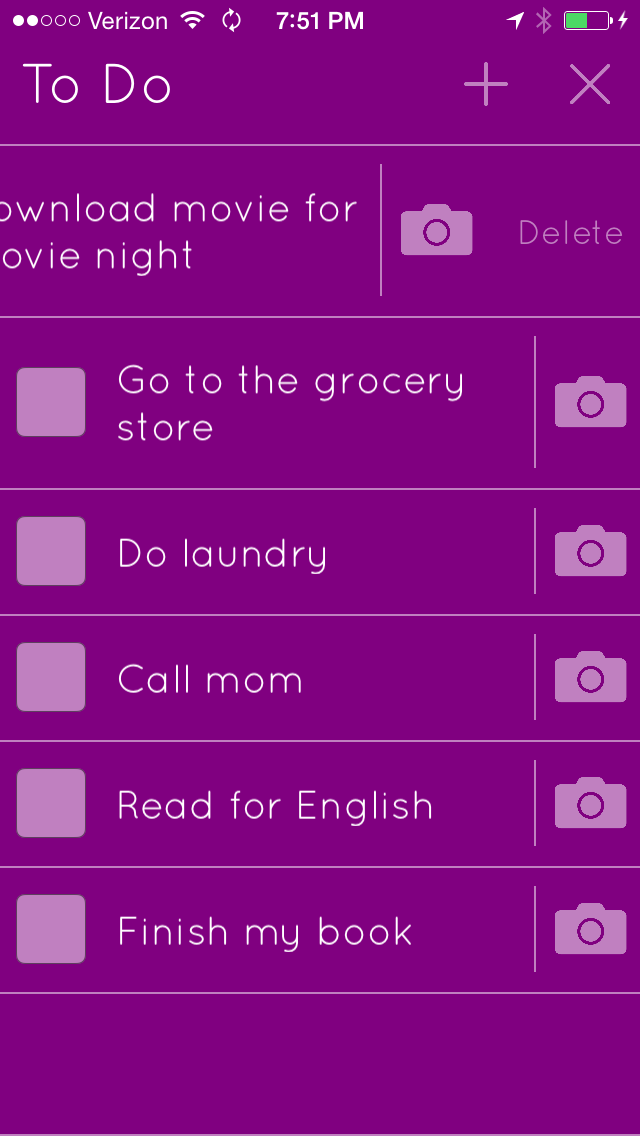 Verizon 7:51 PM
To Do
ownload movie for
ovie night
Delete
Go to the grocery
store
Do laundry
Call mom
Read for English
Finish my book